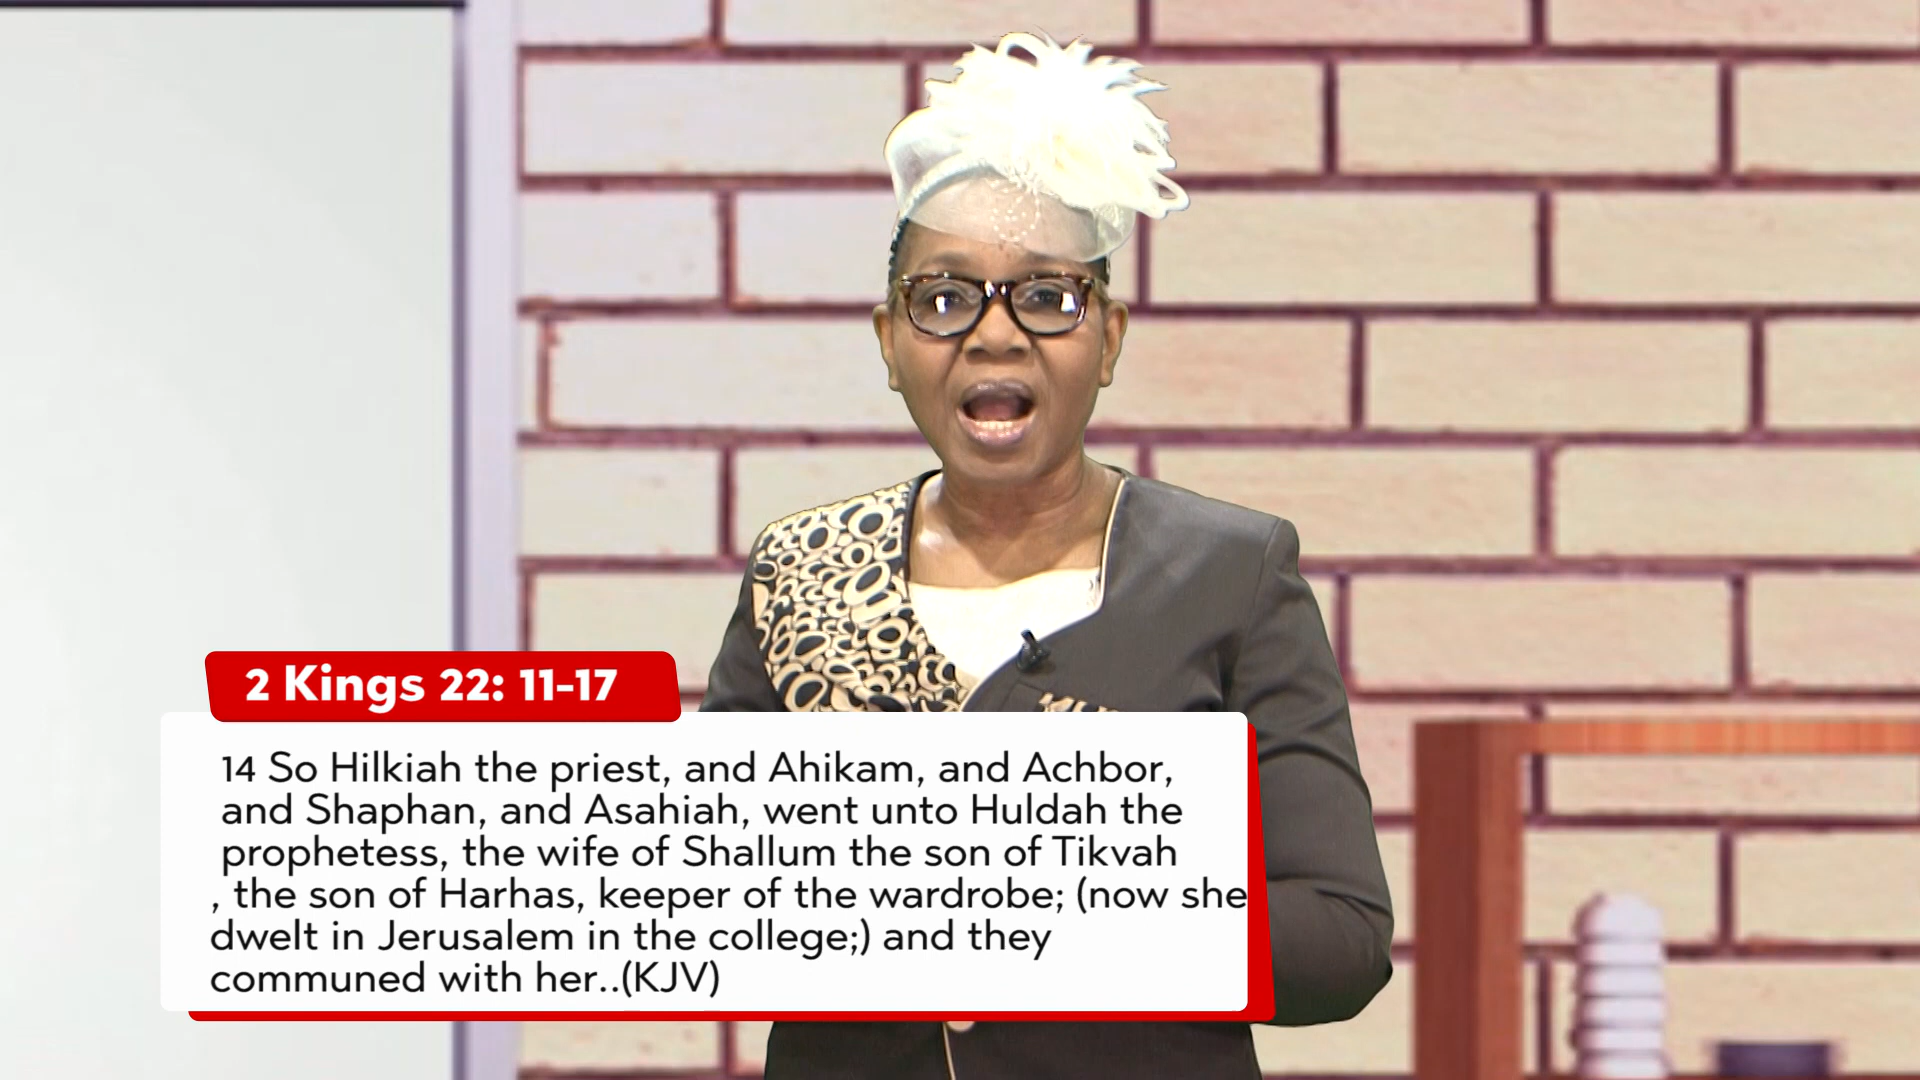 2 Kings 22: 11-17
14 So Hilkiah the priest, and Ahikam, and Achbor,
and Shaphan, and Asahiah, went unto Huldah the
prophetess, the wife of Shallum the son of Tikvah
, the son of Harhas, keeper of the wardrobe; (now she
dwelt in Jerusalem in the college;) and they
communed with her..(KJV)